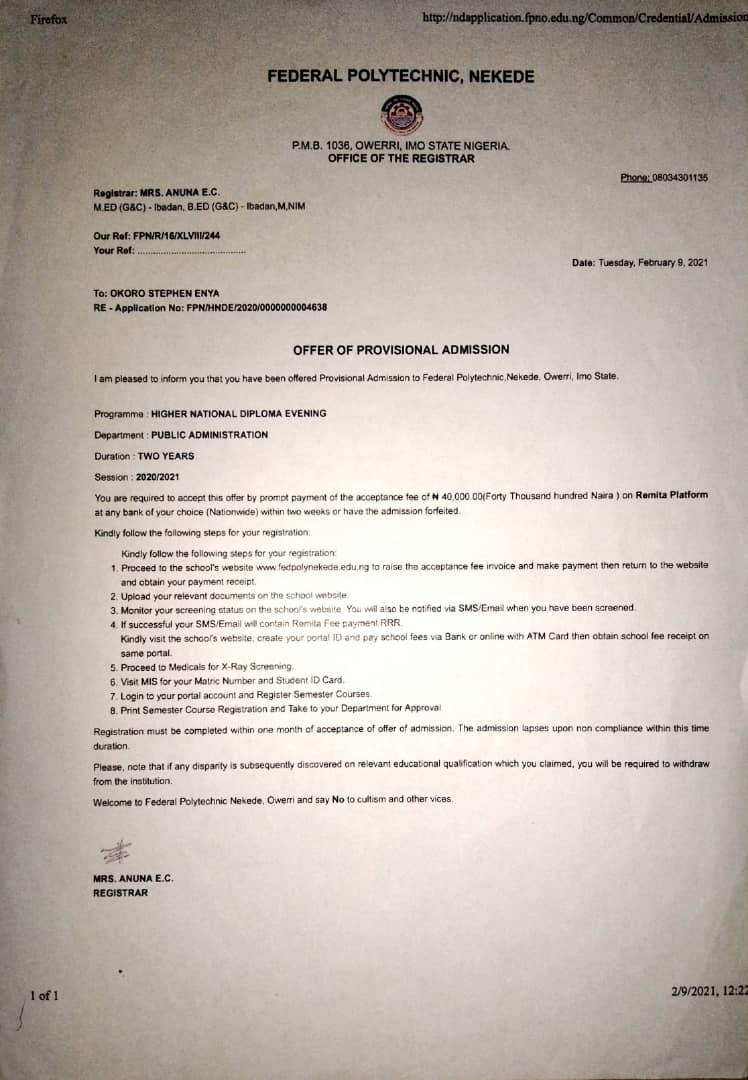 Firefox
http://ndapplication.fpno.edu.ng/Common/Credential/Admission
FEDERAL POLYTECHNIC, NEKEDE
P.M.B. 1036, OWERRI, IMO STATE NIGERIA.
OFFICE OF THE REGISTRAR
Phone: 08034301135
Registrar: MRS. ANUNA E.C.
M.ED (G&C) - Ibadan, B.ED (G&C) - Ibadan,M,NIM
Our Ref: FPN/R/16/XLVIII/244
Your Ref: ..........................................
Date: Tuesday, February 9, 2021
To: OKORO STEPHEN ENYA
RE - Application No: FPN/HNDE/2020/0000000004638
OFFER OF PROVISIONAL ADMISSION
I am pleased to inform you that you have been offered Provisional Admission to Federal Polytechnic,Nekede, Owerri, Imo State.
Programme : HIGHER NATIONAL DIPLOMA EVENING
Department : PUBLIC ADMINISTRATION
Duration : TWO YEARS
Session : 2020/2021
You are required to accept this offer by prompt payment of the acceptance fee of ₦ 40,000.00(Forty Thousand hundred Naira ) on Remita Platform
at any bank of your choice (Nationwide) within two weeks or have the admission forfeited.
Kindly follow the following steps for your registration:
Kindly follow the following steps for your registration:
1. Proceed to the school's website www.fedpolynekede.edu.ng to raise the acceptance fee invoice and make payment then return to the website
and obtain your payment receipt.
2. Upload your relevant documents on the school website.
3. Monitor your screening status on the school's website. You will also be notified via SMS/Email when you have been screened.
4. If successful your SMS/Email will contain Remita Fee payment RRR.
Kindly visit the school's website, create your portal ID and pay school fees via Bank or online with ATM Card then obtain school fee receipt on
same portal.
5. Proceed to Medicals for X-Ray Screening.
6. Visit MIS for your Matric Number and Student ID Card.
7. Login to your portal account and Register Semester Courses.
8. Print Semester Course Registration and Take to your Department for Approval
Registration must be completed within one month of acceptance of offer of admission. The admission lapses upon non compliance within this time
duration.
Please, note that if any disparity is subsequently discovered on relevant educational qualification which you claimed, you will be required to withdraw
from the institution.
Welcome to Federal Polytechnic Nekede, Owerri and say No to cultism and other vices.
MRS. ANUNA E.C.
REGISTRAR
1 of 1
2/9/2021, 12:22